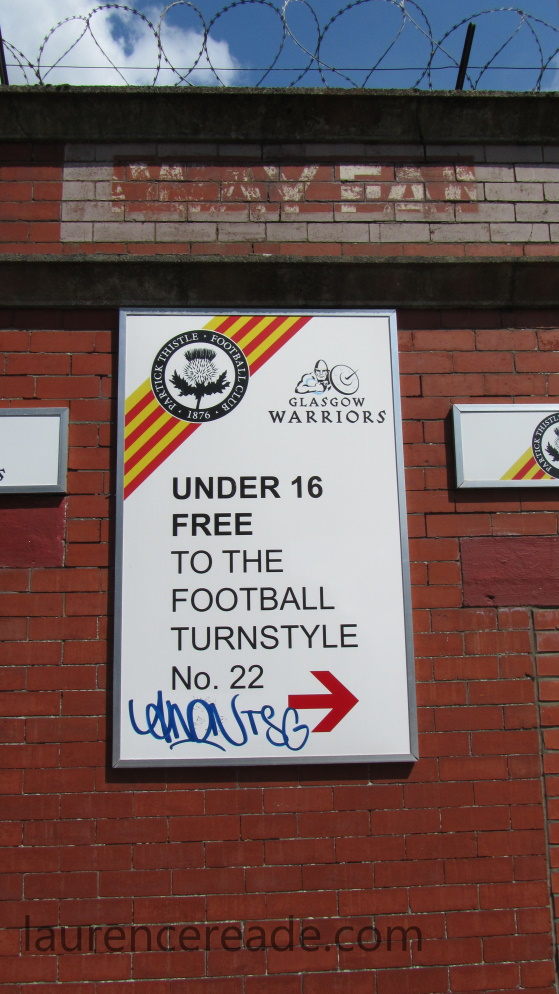 PARTICK THISTLE · FOOTBALL CLUB
· 1876 ·
GLASGOW
WARRIORS
UNDER 16
FREE
TO THE
FOOTBALL
TURNSTYLE
No. 22
laurencereade.com